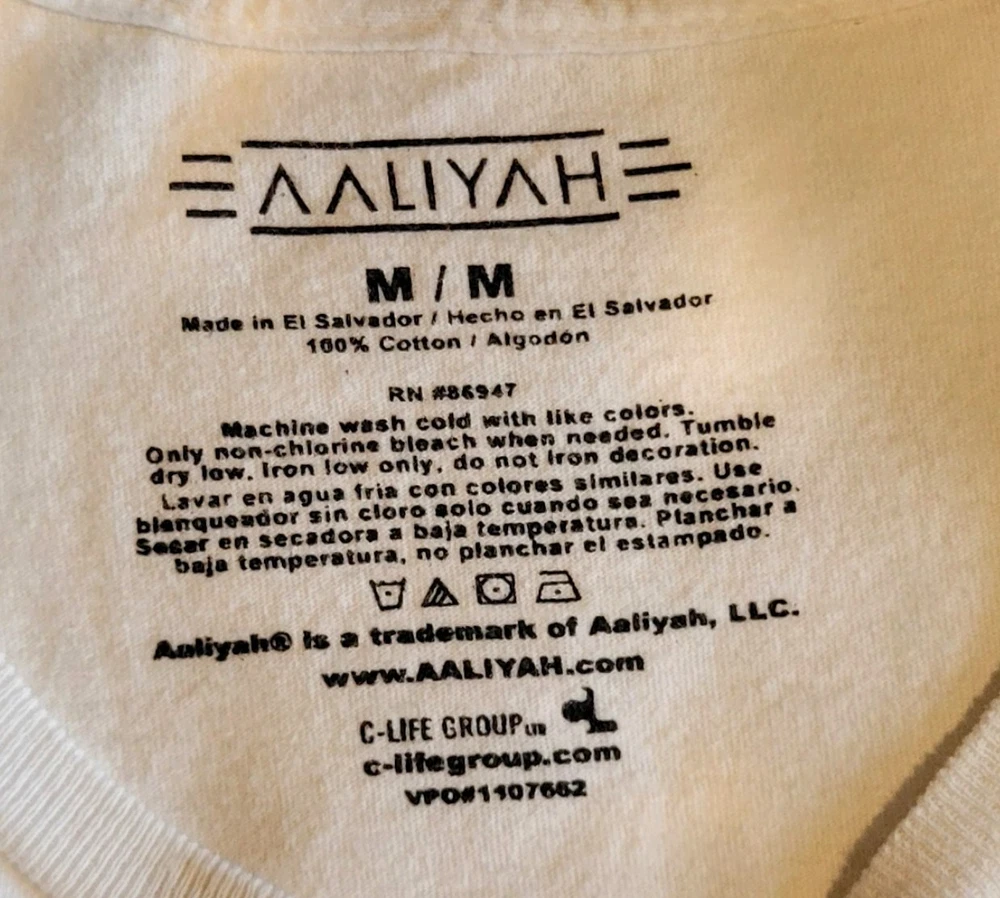 AALIYAH
M / M
Made in El Salvador / Hecho en El Salvador
100% Cotton / Algodón
RN #86947
Machine wash cold with like colors.
Only non-chlorine bleach when needed. Tumble
dry low. Iron low only, do not iron decoration.
Lavar en agua fria con colores similares. Use
blanqueador sin cloro solo cuando sea necesario.
Secar en secadora a baja temperatura. Planchar a
baja temperatura, no planchar el estampado.
Aaliyah® is a trademark of Aaliyah, LLC.
www.AALIYAH.com
C-LIFE GROUP LTD
c-lifegroup.com
VPO#1107662